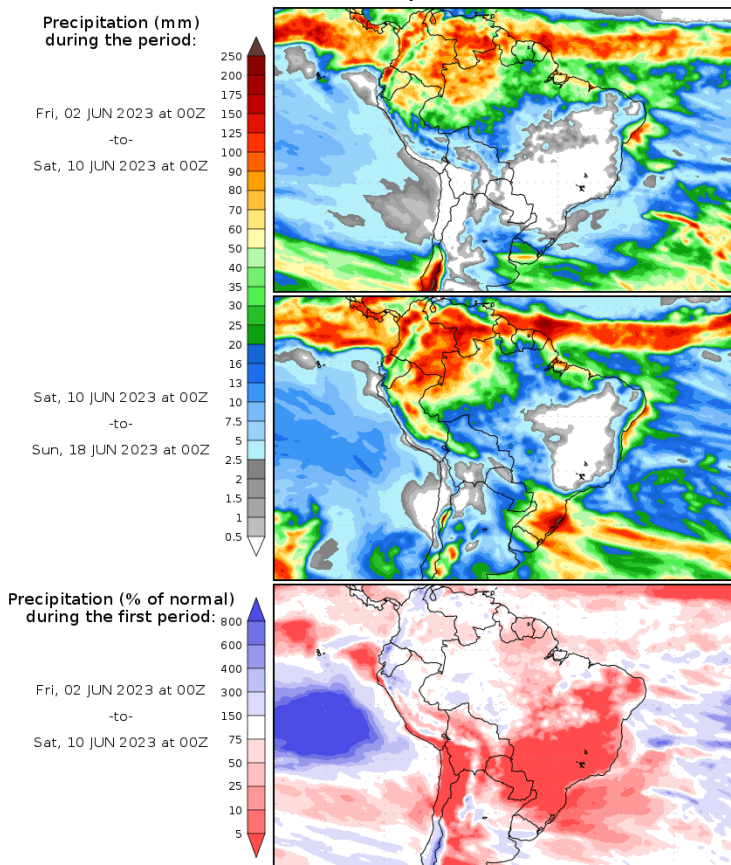 Precipitation (mm)
during the period:
Fri, 02 JUN 2023 at 00Z
-to-
Sat, 10 JUN 2023 at 00Z
250
200
175
150
125
100
90
80
70
60
50
40
35
30
25
20
16
13
10
7.5
5
2.5
2
1.5
1
0.5
Sat, 10 JUN 2023 at 00Z
-to-
Sun, 18 JUN 2023 at 00Z
Precipitation (% of normal)
during the first period:
Fri, 02 JUN 2023 at 00Z
-to-
Sat, 10 JUN 2023 at 00Z
800
600
400
300
150
75
50
25
10
5